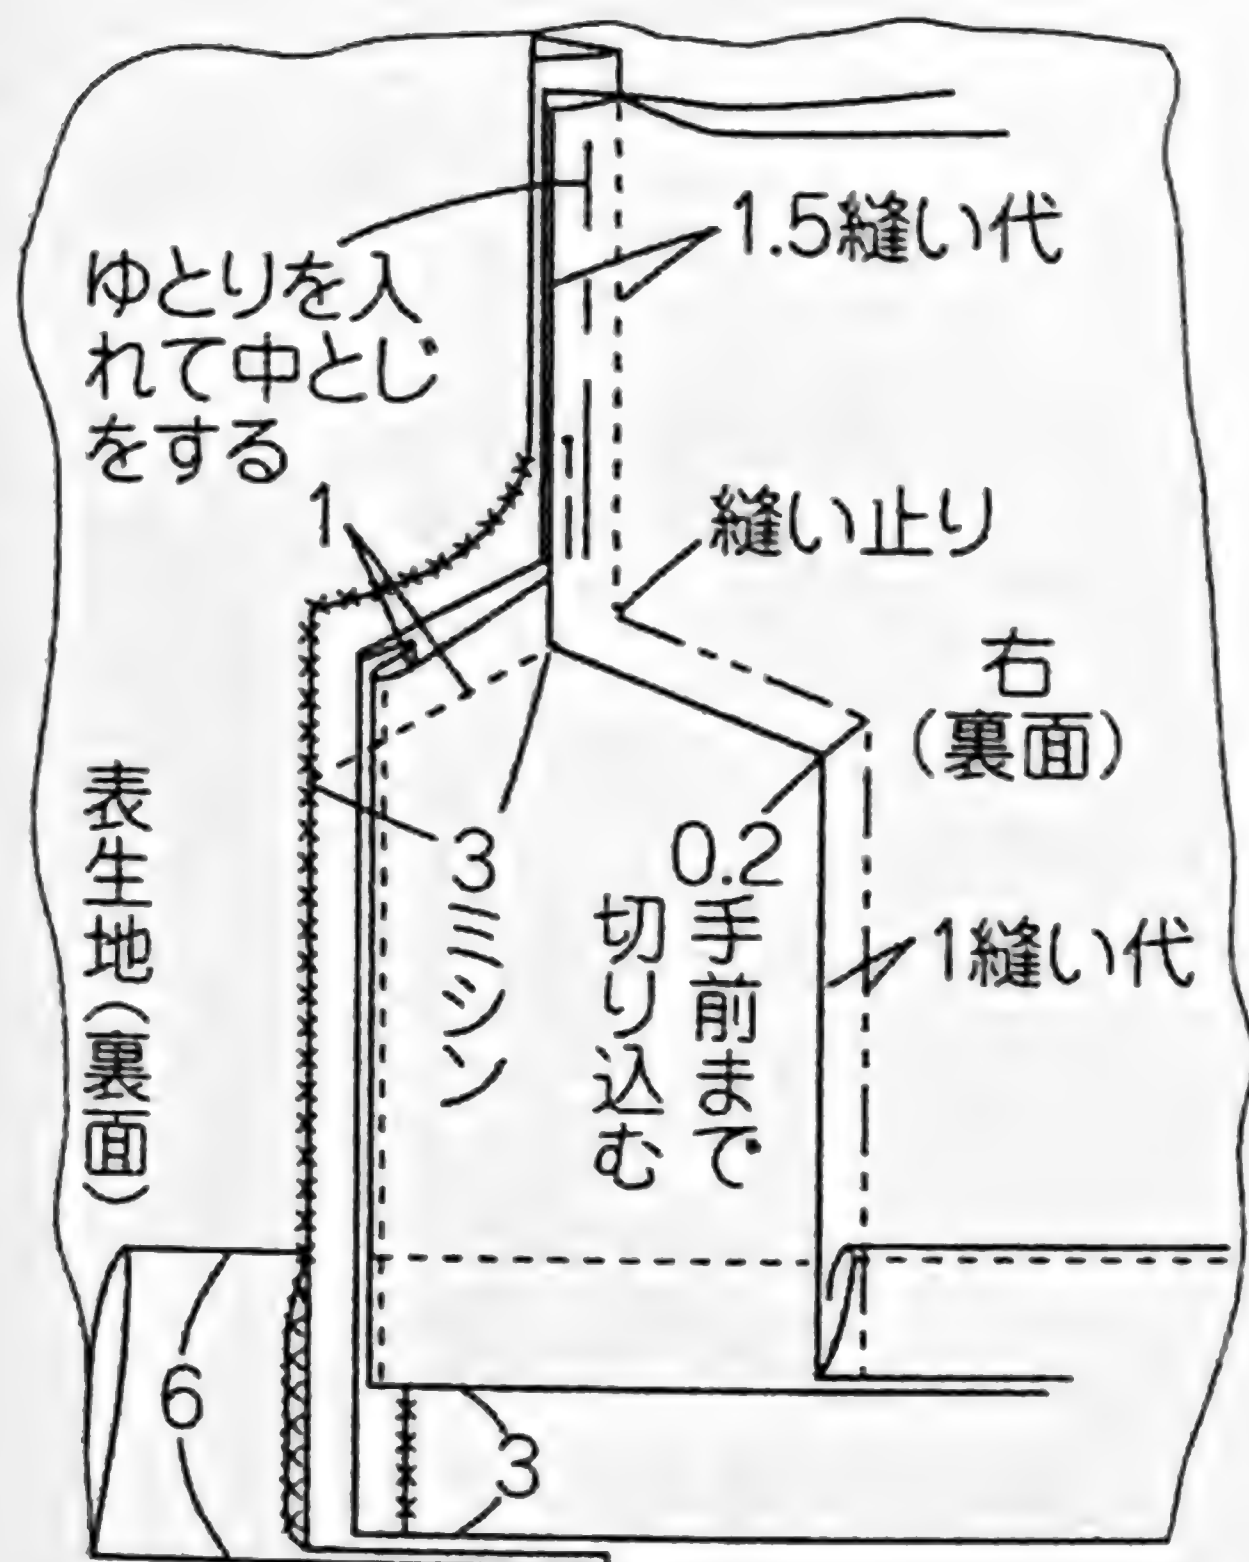 1.5縫い代
ゆとりを入
れて中とじ
をする
1
縫い止り
右
(裏面)
表生地(裏面)
3ミシン
0.2
手前まで
切り込む
1縫い代
6
3